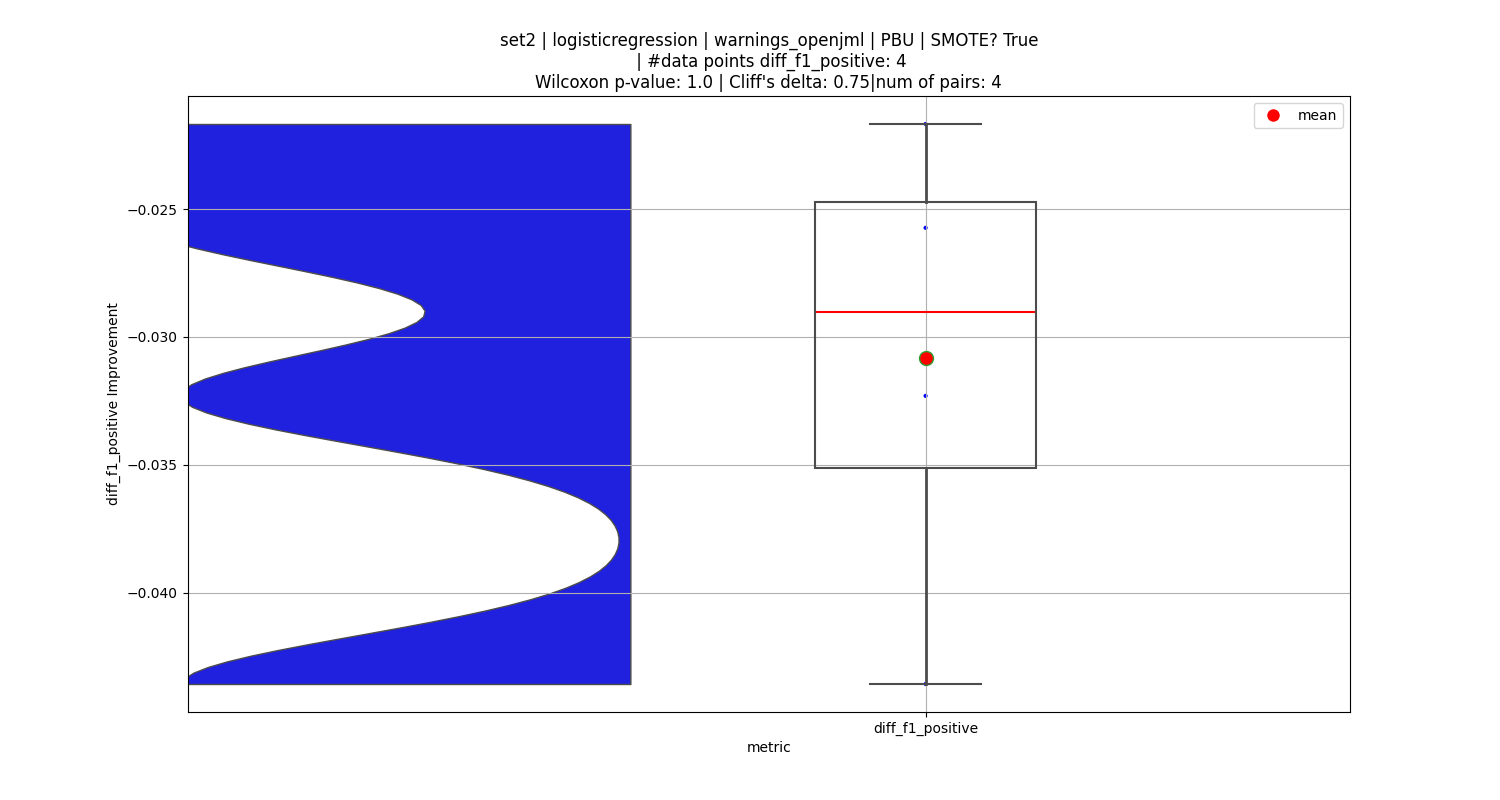 set2 | logisticregression | warnings_openjml | PBU | SMOTE? True
| #data points diff_f1_positive: 4
Wilcoxon p-value: 1.0 | Cliff's delta: 0.75|num of pairs: 4
mean
−0.025
−0.030
−0.035
−0.040
diff_f1_positive Improvement
diff_f1_positive
metric